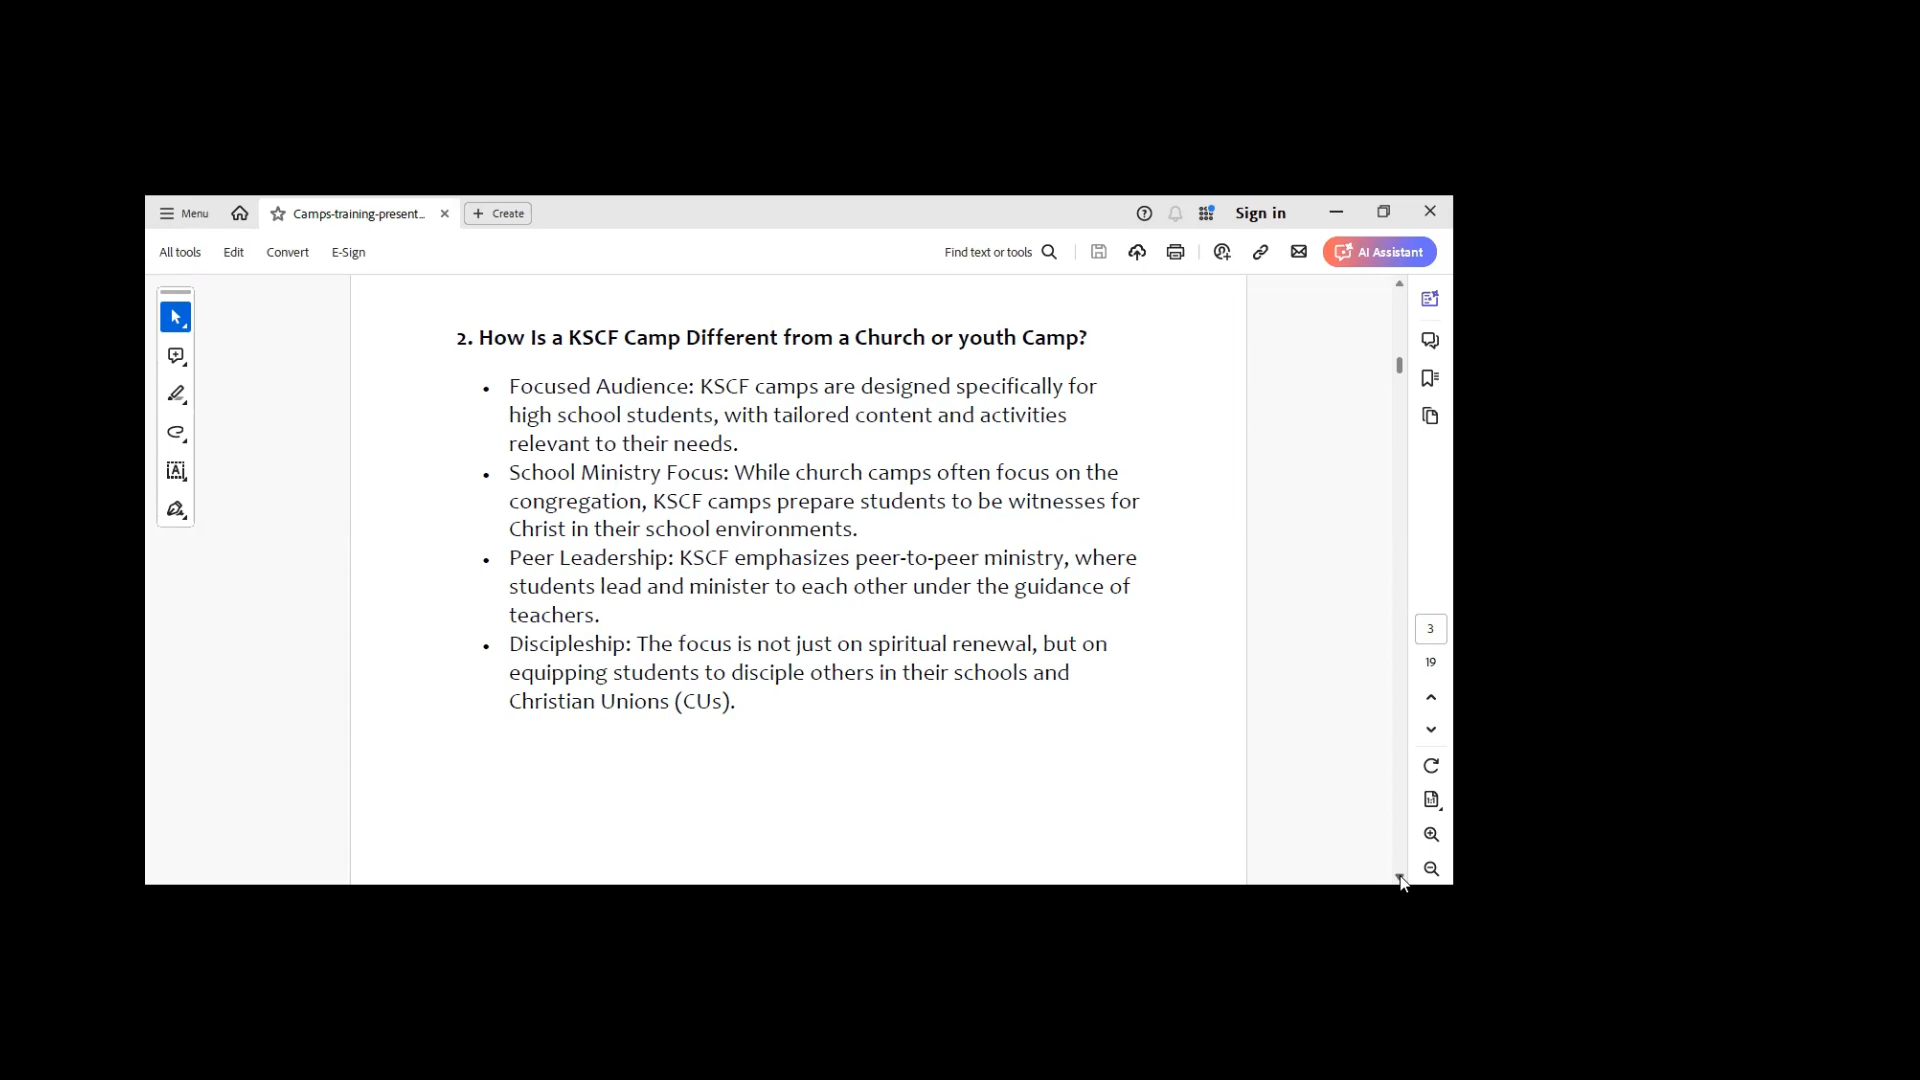 Menu
Camps-training-present...
Create
Sign in
All tools
Edit
Convert
E-Sign
Find text or tools
AI Assistant
2. How Is a KSCF Camp Different from a Church or youth Camp?
• Focused Audience: KSCF camps are designed specifically for
high school students, with tailored content and activities
relevant to their needs.
• School Ministry Focus: While church camps often focus on the
congregation, KSCF camps prepare students to be witnesses for
Christ in their school environments.
• Peer Leadership: KSCF emphasizes peer-to-peer ministry, where
students lead and minister to each other under the guidance of
teachers.
• Discipleship: The focus is not just on spiritual renewal, but on
equipping students to disciple others in their schools and
Christian Unions (CUs).
3
19